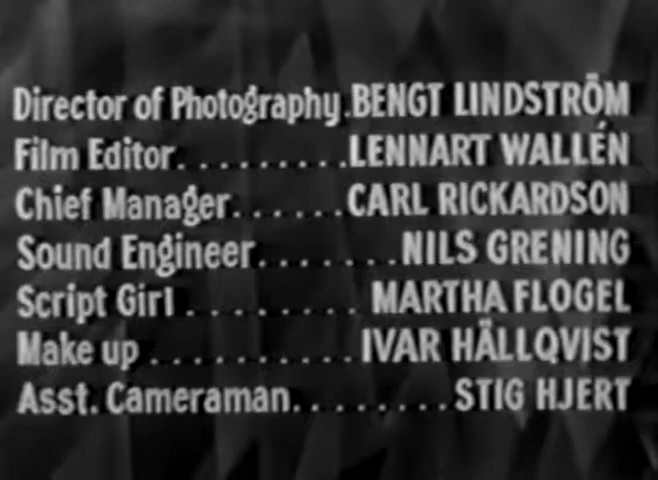 Director of Photography.BENGT LINDSTRÖM
Film Editor.........LENNART WALLÉN
Chief Manager......CARL RICKARDSON
Sound Engineer.......NILS GRENING
Script Girl......... MARTHA FLOGEL
Make up...........IVAR HÄLLQVIST
Asst. Cameraman........STIG HJERT